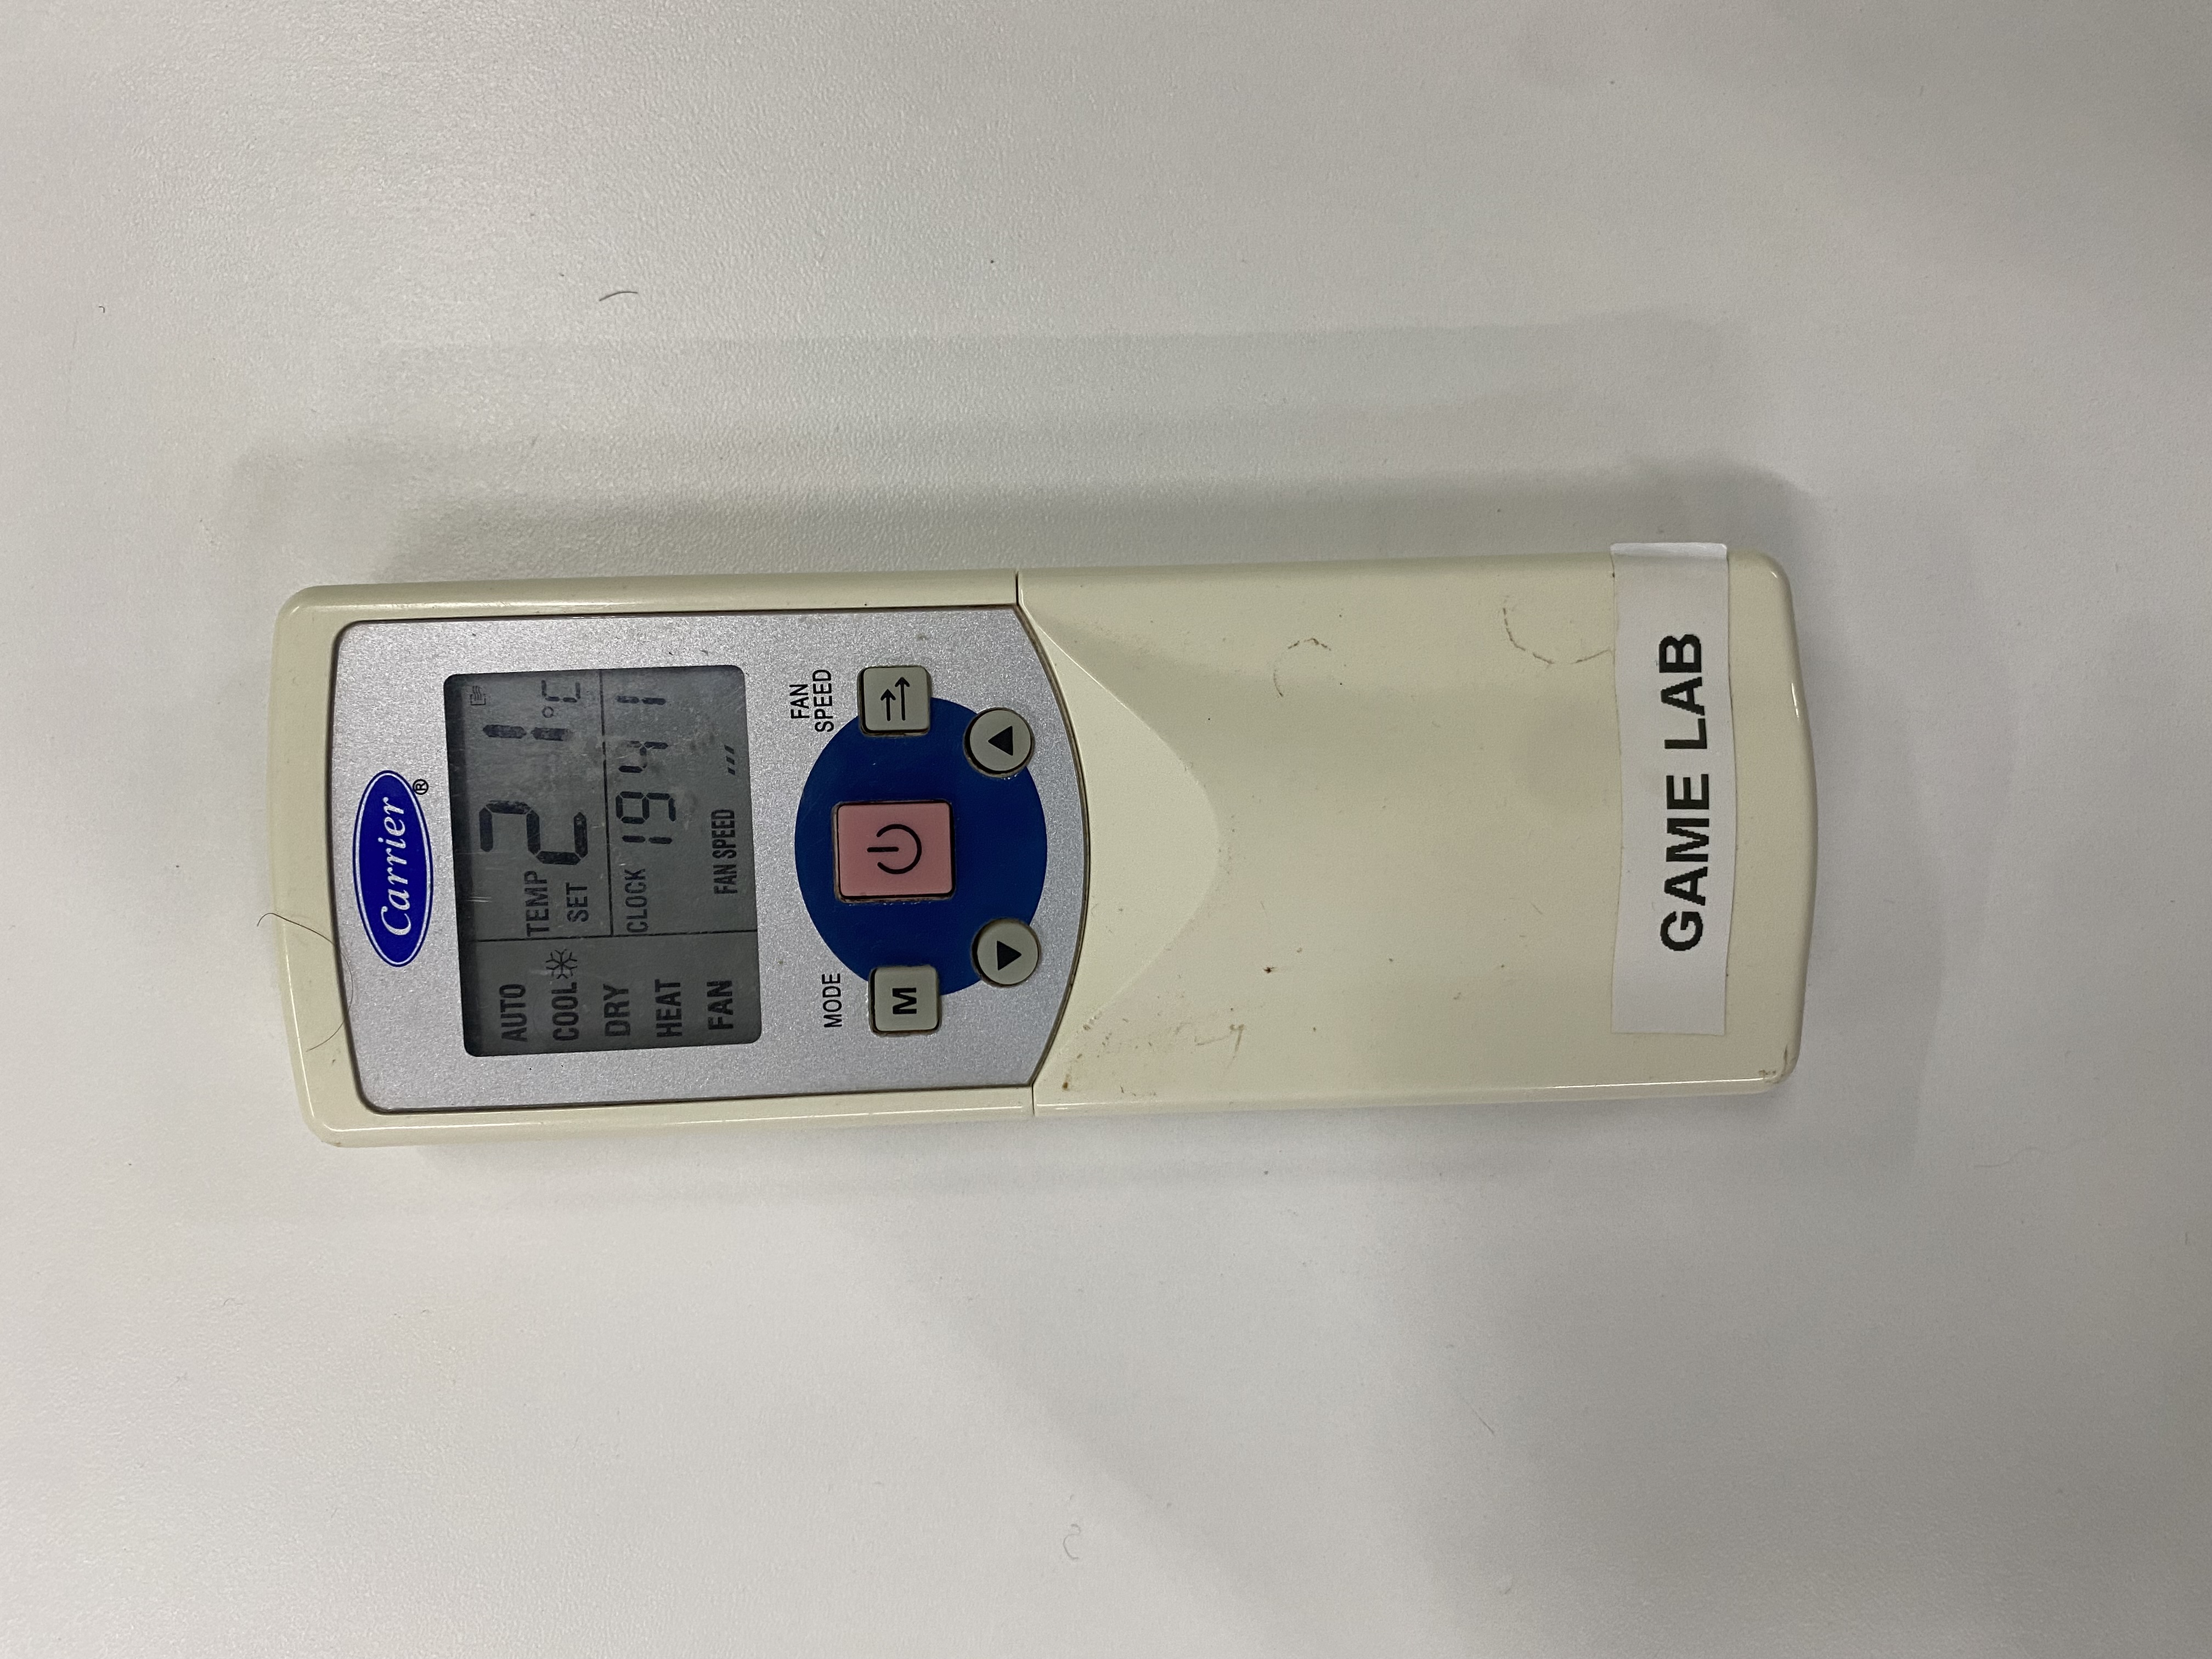 Carrier
®
AUTO
COOL
DRY
HEAT
FAN
TEMP
SET
21°C
CLOCK 1941
FAN SPEED
MODE
FAN
SPEED
M
GAME LAB